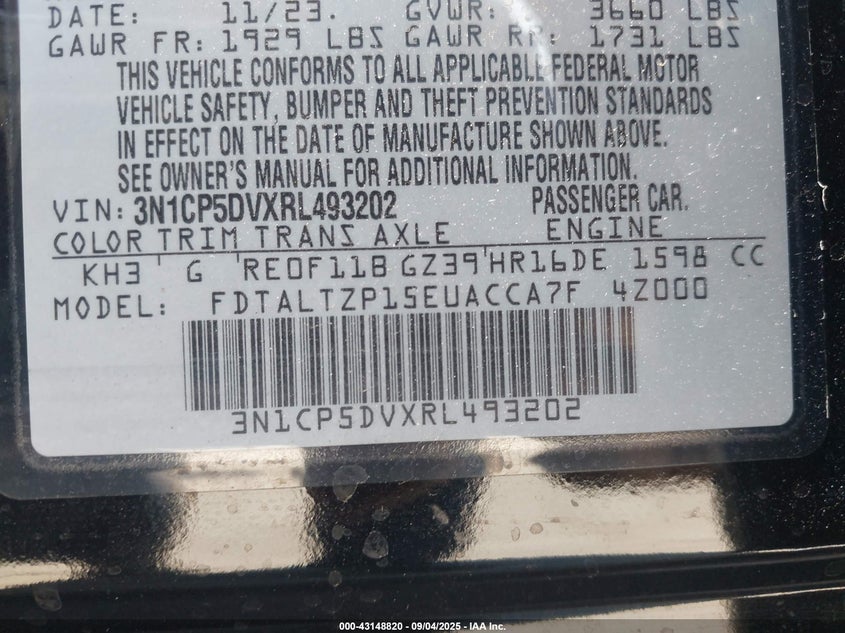 DATE: 11/23. GVWR: 3660 LBS
GAWR FR: 1929 LBS GAWR RR: 1731 LBS
THIS VEHICLE CONFORMS TO ALL APPLICABLE FEDERAL MOTOR
VEHICLE SAFETY, BUMPER AND THEFT PREVENTION STANDARDS
IN EFFECT ON THE DATE OF MANUFACTURE SHOWN ABOVE.
SEE OWNER'S MANUAL FOR ADDITIONAL INFORMATION.
VIN: 3N1CP5DVXRL493202 PASSENGER CAR.
COLOR TRIM TRANS AXLE ENGINE
KH3 G RE0F11B GZ39 HR16DE 1598 CC
MODEL: FDTALTZP15EUACCA7F 4Z000
3N1CP5DVXRL493202
000-43148820 - 09/04/2025 - IAA Inc.